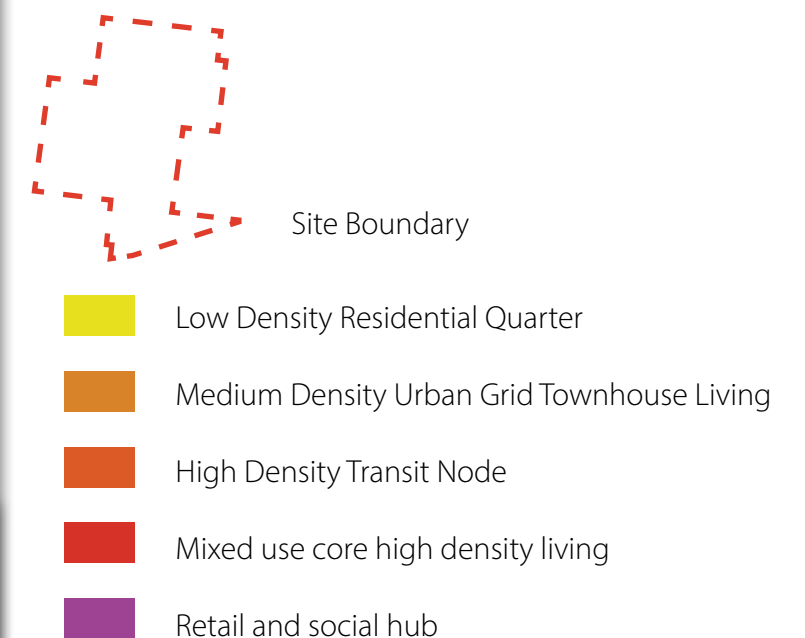 Site Boundary
Low Density Residential Quarter
Medium Density Urban Grid Townhouse Living
High Density Transit Node
Mixed use core high density living
Retail and social hub